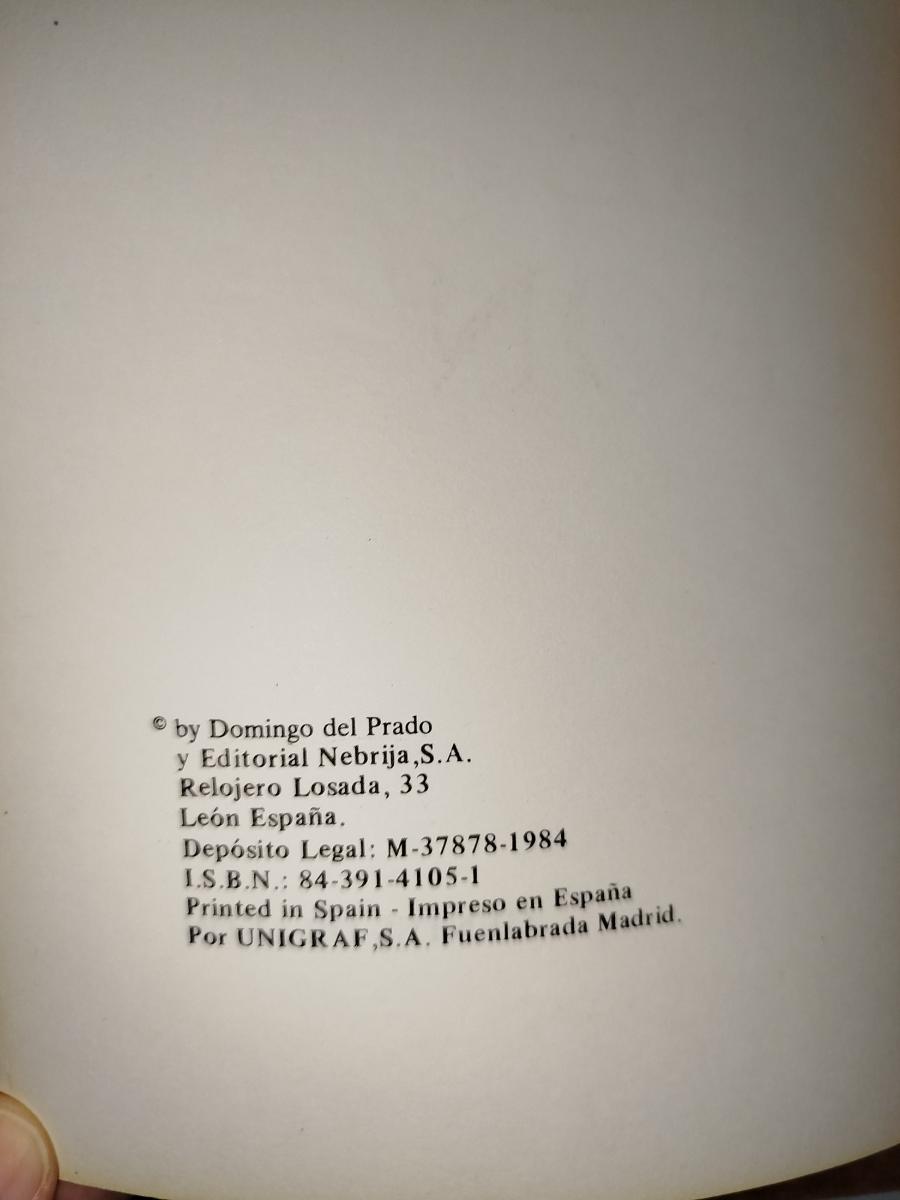 © by Domingo del Prado
y Editorial Nebrija,S.A.
Relojero Losada, 33
León España.
Depósito Legal: M-37878-1984
I.S.B.N.: 84-391-4105-1
Printed in Spain - Impreso en España
Por UNIGRAF,S.A. Fuenlabrada Madrid.